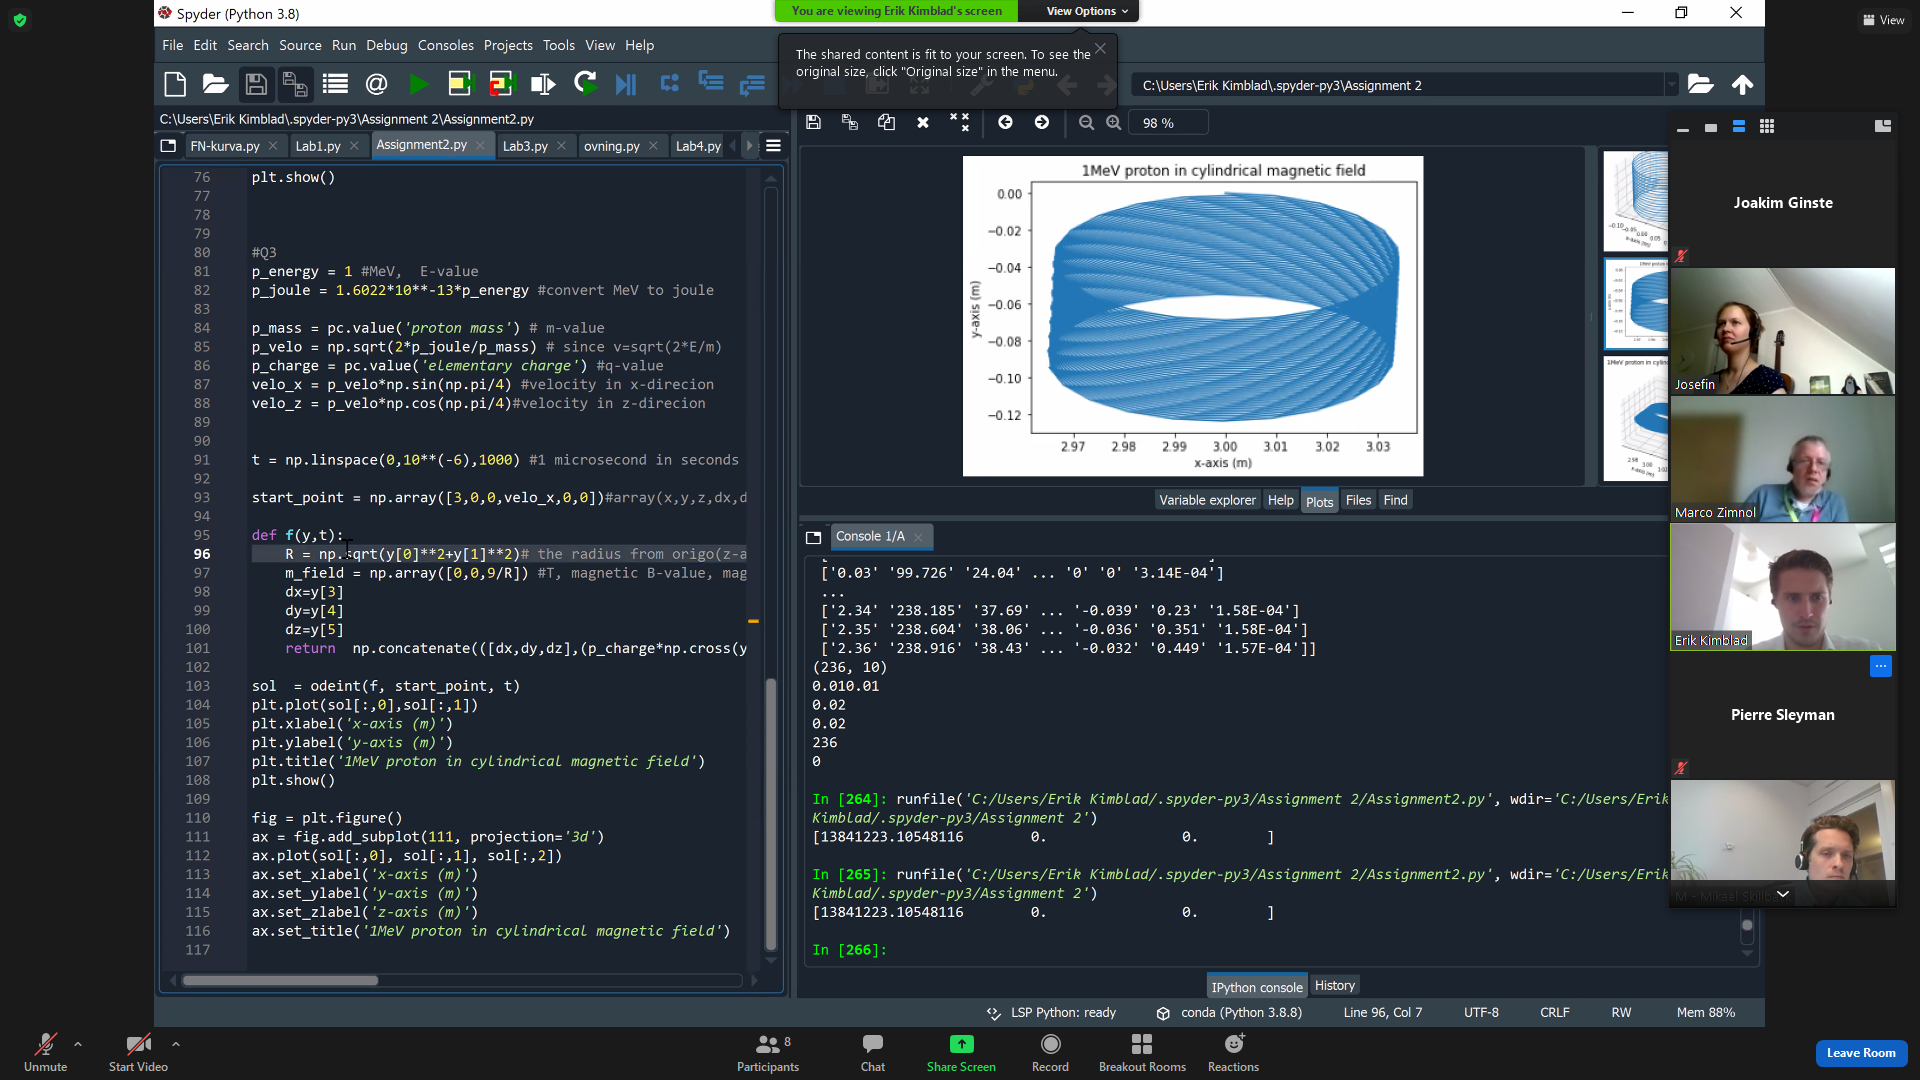 Spyder (Python 3.8)
You are viewing Erik Kimblad's screen
View Options
View
File Edit Search Source Run Debug Consoles Projects Tools View Help
The shared content is fit to your screen. To see the
original size, click "Original size" in the menu.
C:\Users\Erik Kimblad\.spyder-py3\Assignment 2
C:\Users\Erik Kimblad\.spyder-py3\Assignment 2\Assignment2.py
FN-kurva.py Lab1.py Assignment2.py Lab3.py ovning.py Lab4.py
98 %
76 plt.show()
77
78
79
80 #Q3
81 p_energy = 1 #MeV,  E-value
82 p_joule = 1.6022*10**-13*p_energy #convert MeV to joule
83
84 p_mass = pc.value('proton mass') # m-value
85 p_velo = np.sqrt(2*p_joule/p_mass) # since v=sqrt(2*E/m)
86 p_charge = pc.value('elementary charge') #q-value
87 velo_x = p_velo*np.sin(np.pi/4) #velocity in x-direcion
88 velo_z = p_velo*np.cos(np.pi/4)#velocity in z-direcion
89
90
91 t = np.linspace(0,10**(-6),1000) #1 microsecond in seconds
92
93 start_point = np.array([3,0,0,velo_x,0,0])#array(x,y,z,dx,d
94
95 def f(y,t):
96 R = np.sqrt(y[0]**2+y[1]**2)# the radius from origo(z-a
97 m_field = np.array([0,0,9/R]) #T, magnetic B-value, mag
98 dx=y[3]
99 dy=y[4]
100 dz=y[5]
101 return  np.concatenate(([dx,dy,dz],(p_charge*np.cross(y
102
103 sol  = odeint(f, start_point, t)
104 plt.plot(sol[:,0],sol[:,1])
105 plt.xlabel('x-axis (m)')
106 plt.ylabel('y-axis (m)')
107 plt.title('1MeV proton in cylindrical magnetic field')
108 plt.show()
109
110 fig = plt.figure()
111 ax = fig.add_subplot(111, projection='3d')
112 ax.plot(sol[:,0], sol[:,1], sol[:,2])
113 ax.set_xlabel('x-axis (m)')
114 ax.set_ylabel('y-axis (m)')
115 ax.set_zlabel('z-axis (m)')
116 ax.set_title('1MeV proton in cylindrical magnetic field')
117
1MeV proton in cylindrical magnetic field
y-axis (m)
0.00
−0.02
−0.04
−0.06
−0.08
−0.10
−0.12
2.97 2.98 2.99 3.00 3.01 3.02 3.03
x-axis (m)
Variable explorer Help Plots Files Find
Console 1/A
['0.03' '99.726' '24.04' ... '0' '0' '3.14E-04']
...
['2.34' '238.185' '37.69' ... '-0.039' '0.23' '1.58E-04']
['2.35' '238.604' '38.06' ... '-0.036' '0.351' '1.58E-04']
['2.36' '238.916' '38.43' ... '-0.032' '0.449' '1.57E-04']]
(236, 10)
0.010.01
0.02
0.02
236
0
In [264]: runfile('C:/Users/Erik Kimblad/.spyder-py3/Assignment 2/Assignment2.py', wdir='C:/Users/Erik
Kimblad/.spyder-py3/Assignment 2')
[13841223.10548116 0. 0. ]
In [265]: runfile('C:/Users/Erik Kimblad/.spyder-py3/Assignment 2/Assignment2.py', wdir='C:/Users/Erik
Kimblad/.spyder-py3/Assignment 2')
[13841223.10548116 0. 0. ]
In [266]:
IPython console History
LSP Python: ready conda (Python 3.8.8) Line 96, Col 7 UTF-8 CRLF RW Mem 88%
Joakim Ginste
Josefin
Marco Zimnol
Erik Kimblad
Pierre Sleyman
Unmute
Start Video
Participants 8
Chat
Share Screen
Record
Breakout Rooms
Reactions
Leave Room